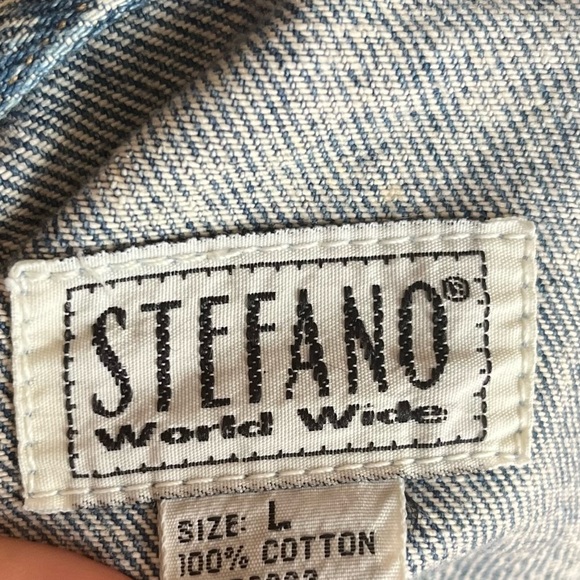 STEFANO®
World Wide
SIZE: L
100% COTTON